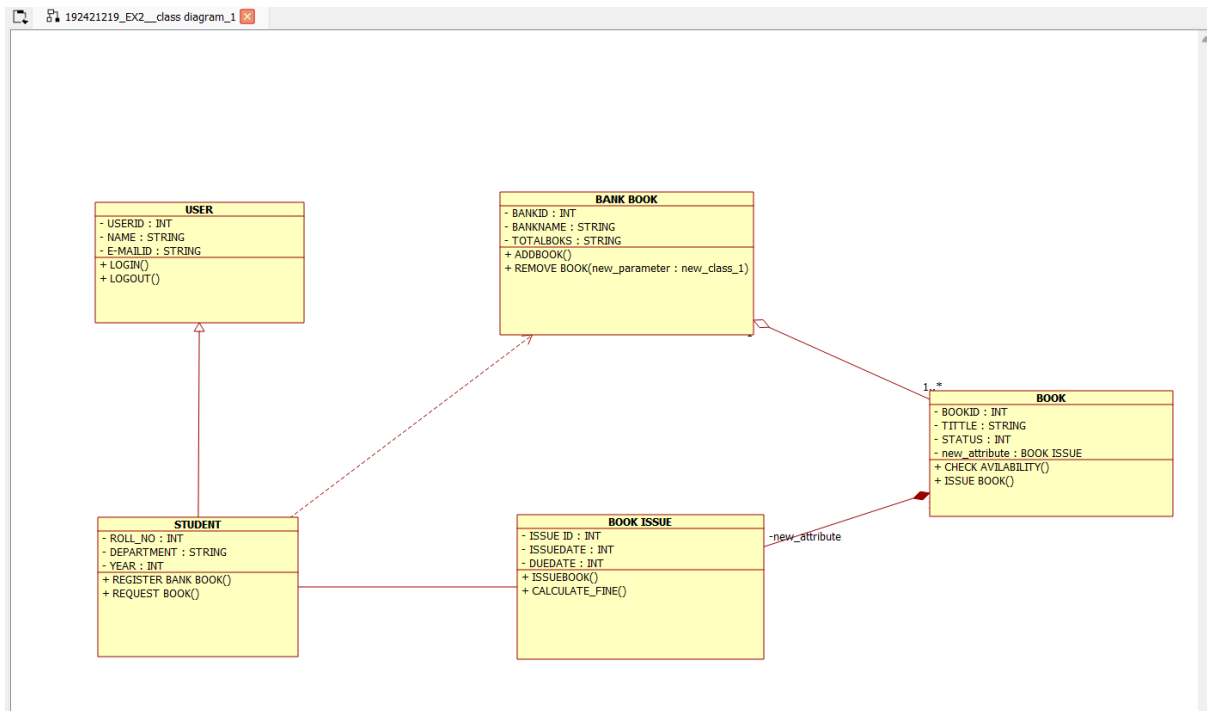 192421219_EX2__class diagram_1
USER
- USERID : INT
- NAME : STRING
- E-MAILID : STRING
+ LOGIN()
+ LOGOUT()
BANK BOOK
- BANKID : INT
- BANKNAME : STRING
- TOTALBOKS : STRING
+ ADDBOOK()
+ REMOVE BOOK(new_parameter : new_class_1)
1..*
BOOK
- BOOKID : INT
- TITTLE : STRING
- STATUS : INT
- new_attribute : BOOK ISSUE
+ CHECK AVILABILITY()
+ ISSUE BOOK()
STUDENT
- ROLL_NO : INT
- DEPARTMENT : STRING
- YEAR : INT
+ REGISTER BANK BOOK()
+ REQUEST BOOK()
BOOK ISSUE
- ISSUE ID : INT
- ISSUEDATE : INT
- DUEDATE : INT
+ ISSUEBOOK()
+ CALCULATE_FINE()
-new_attribute